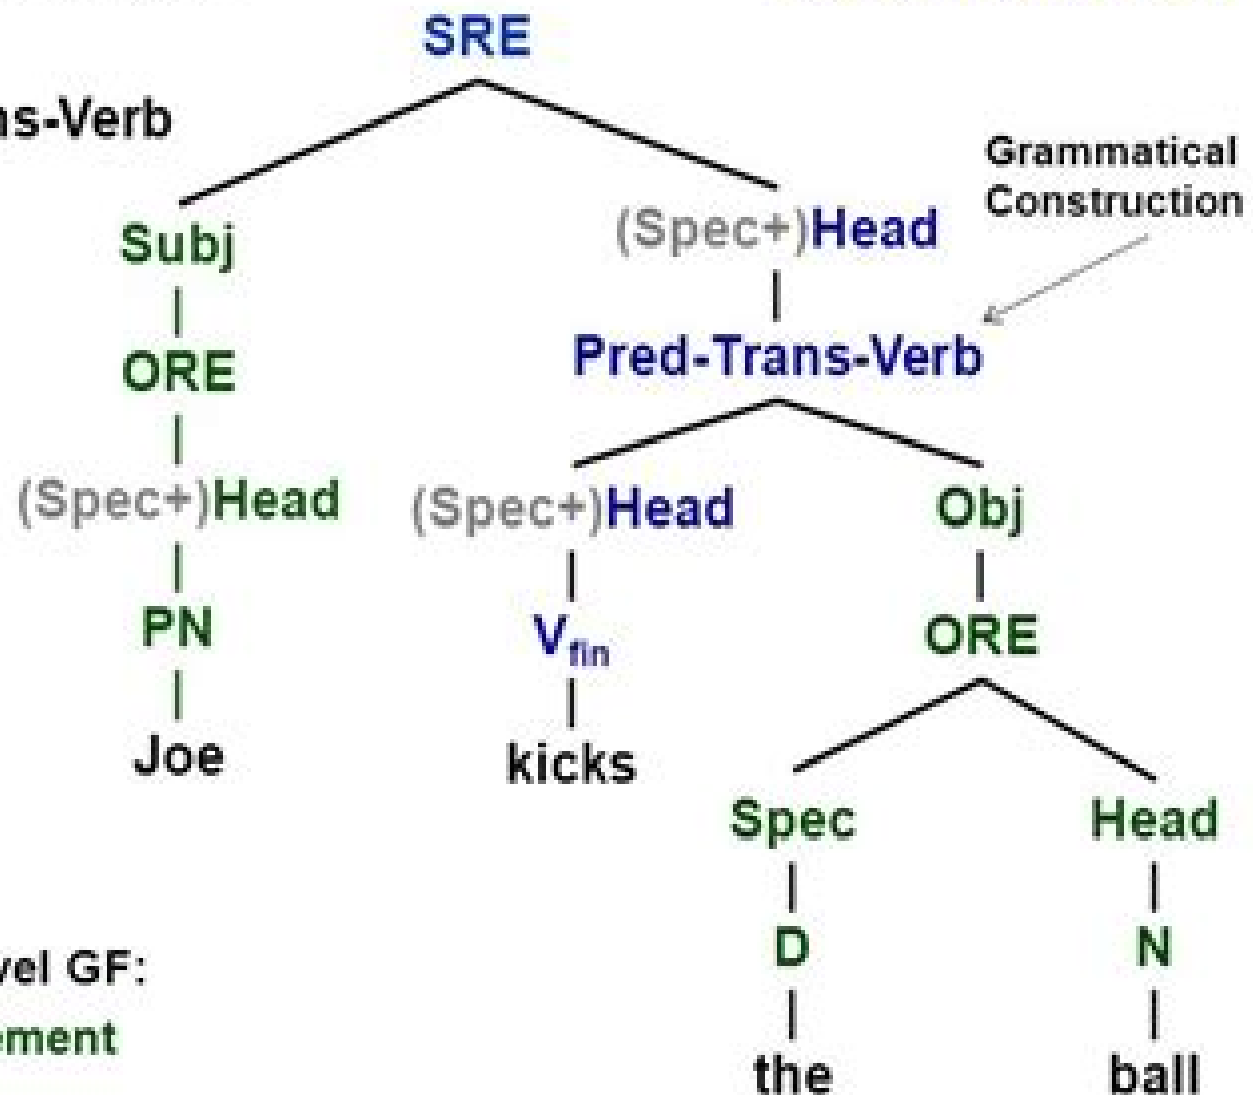 SRE
ns-Verb
Grammatical
Construction
Subj
(Spec+)Head
ORE
Pred-Trans-Verb
(Spec+)Head
(Spec+)Head
Obj
PN
Vfin
ORE
Joe
kicks
Spec
Head
D
N
vel GF:
ement
the
ball